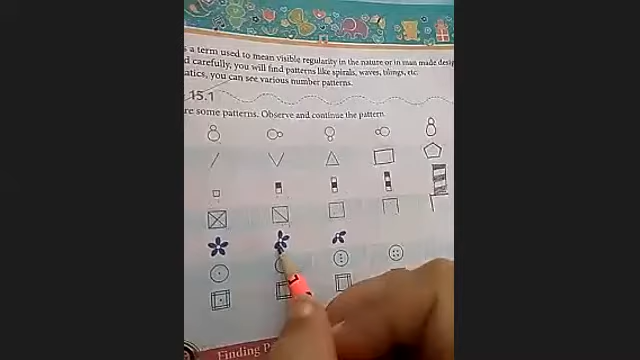 s a term used to mean visible regularity in the nature or in man made desig
d carefully, you will find patterns like spirals, waves, tilings, etc.
atics, you can see various number patterns.
15.1
re some patterns. Observe and continue the pattern.
Finding